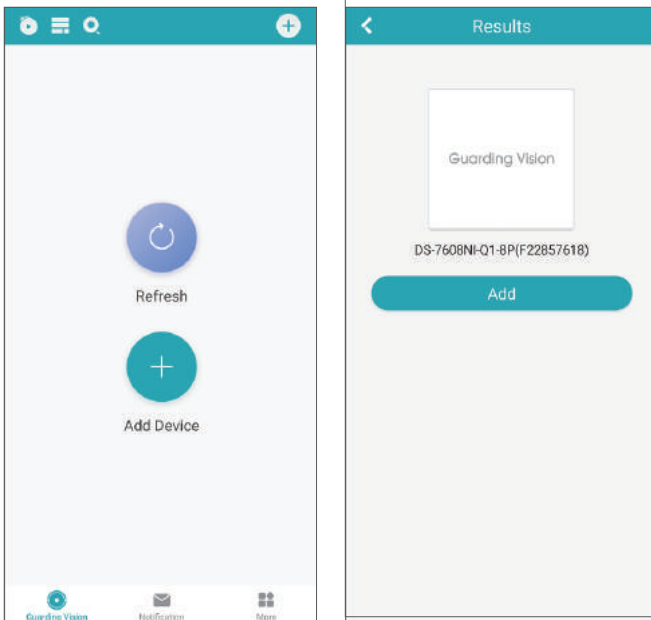 Refresh
Add Device
Guarding Vision
Notification
More
Results
Guarding Vision
DS-7608NI-Q1-8P(F22857618)
Add